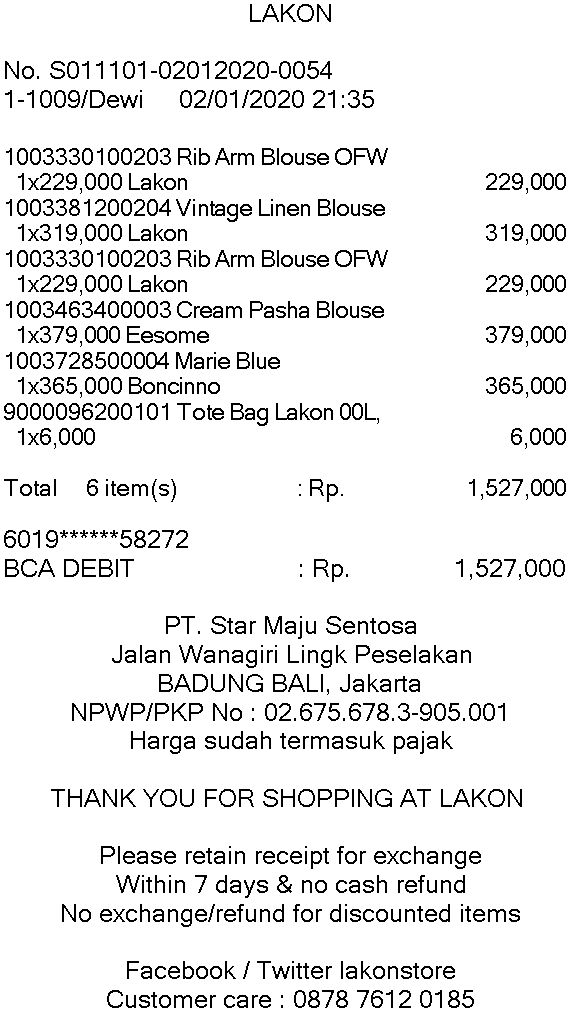 LAKON
No. S011101-02012020-0054
1-1009/Dewi 02/01/2020 21:35
1003330100203 Rib Arm Blouse OFW
1x229,000 Lakon 229,000
1003381200204 Vintage Linen Blouse
1x319,000 Lakon 319,000
1003330100203 Rib Arm Blouse OFW
1x229,000 Lakon 229,000
1003463400003 Cream Pasha Blouse
1x379,000 Eesome 379,000
1003728500004 Marie Blue
1x365,000 Boncinno 365,000
9000096200101 Tote Bag Lakon 00L,
1x6,000 6,000
Total 6 item(s) : Rp. 1,527,000
6019******58272
BCA DEBIT : Rp. 1,527,000
PT. Star Maju Sentosa
Jalan Wanagiri Lingk Peselakan
BADUNG BALI, Jakarta
NPWP/PKP No : 02.675.678.3-905.001
Harga sudah termasuk pajak
THANK YOU FOR SHOPPING AT LAKON
Please retain receipt for exchange
Within 7 days & no cash refund
No exchange/refund for discounted items
Facebook / Twitter lakonstore
Customer care : 0878 7612 0185